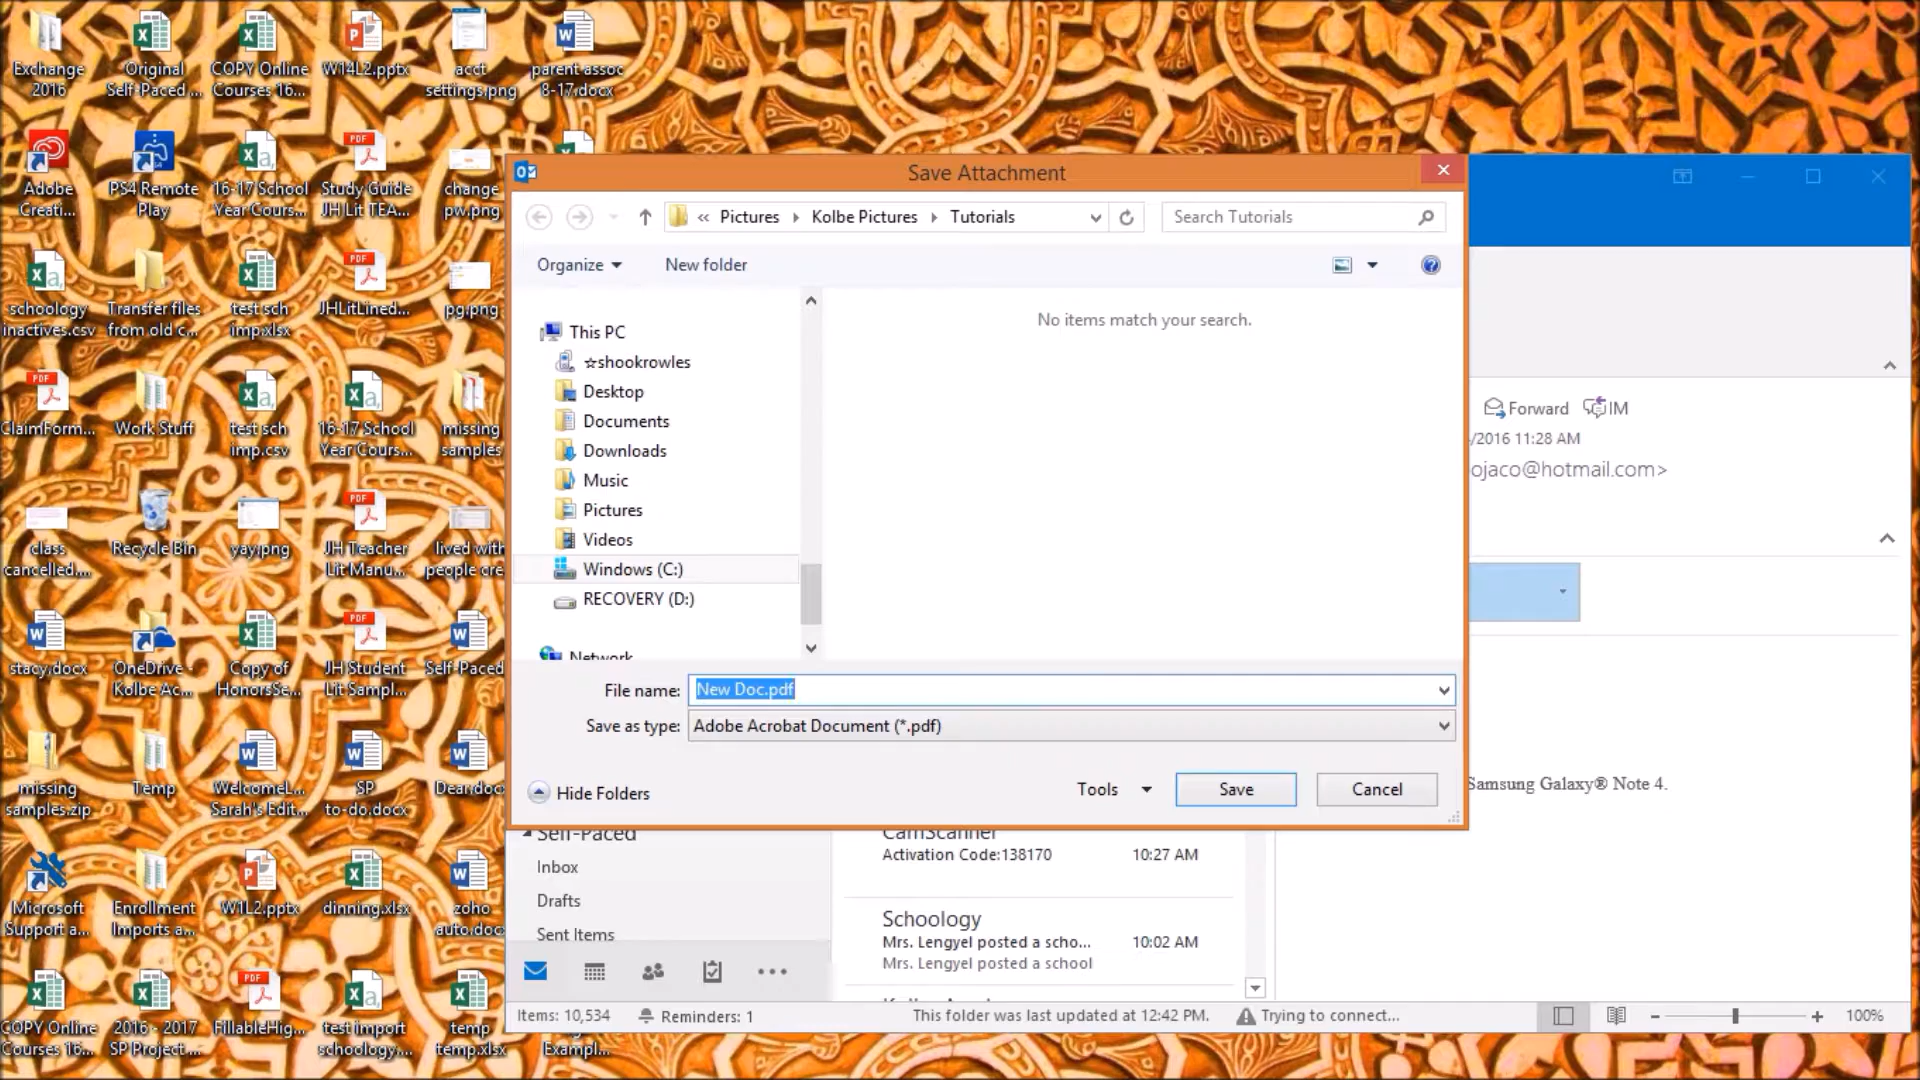 Exchange
2016
Original
Self-Paced ...
COPY Online
Courses 16...
W14L2.pptx
acct
settings.png
parent assoc
8-17.docx
Adobe
Creati...
PS4 Remote
Play
16-17 School
Year Cours...
Study Guide
JH Lit TEA...
change
pw.png
schoology
inactives.csv
Transfer files
from old c...
test sch
imp.xlsx
JHLitLined...
pg.png
ClaimForm...
Work Stuff
test sch
imp.csv
16-17 School
Year Cours...
missing
samples
class
cancelled....
Recycle Bin
yay.png
JH Teacher
Lit Manu...
lived with
people cre
stacy.docx
OneDrive -
Kolbe Ac...
Copy of
HonorsSe...
JH Student
Lit Sampl...
Self-Paced
missing
samples.zip
Temp
WelcomeL...
Sarah's Edit...
SP
to-do.docx
Dear.doc
Microsoft
Support a...
Enrollment
Imports a...
W1L2.pptx
dinning.xlsx
zoho
auto.doc
COPY Online
Courses 16...
2016 - 2017
SP Project ...
FillableHig...
test import
schoology....
temp
temp.xlsx
Exampl...
Save Attachment
« Pictures Kolbe Pictures Tutorials
Search Tutorials
Organize
New folder
No items match your search.
This PC
☆shookrowles
Desktop
Documents
Downloads
Music
Pictures
Videos
Windows (C:)
RECOVERY (D:)
Network
File name: New Doc.pdf
Save as type: Adobe Acrobat Document (*.pdf)
Hide Folders
Tools
Save
Cancel
Forward
IM
/2016 11:28 AM
ojaco@hotmail.com>
Samsung Galaxy® Note 4.
Self-Paced
Inbox
Drafts
Sent Items
CamScanner
Activation Code:138170 10:27 AM
Schoology
Mrs. Lengyel posted a scho... 10:02 AM
Mrs. Lengyel posted a school
Items: 10,534
Reminders: 1
This folder was last updated at 12:42 PM.
Trying to connect...
100%